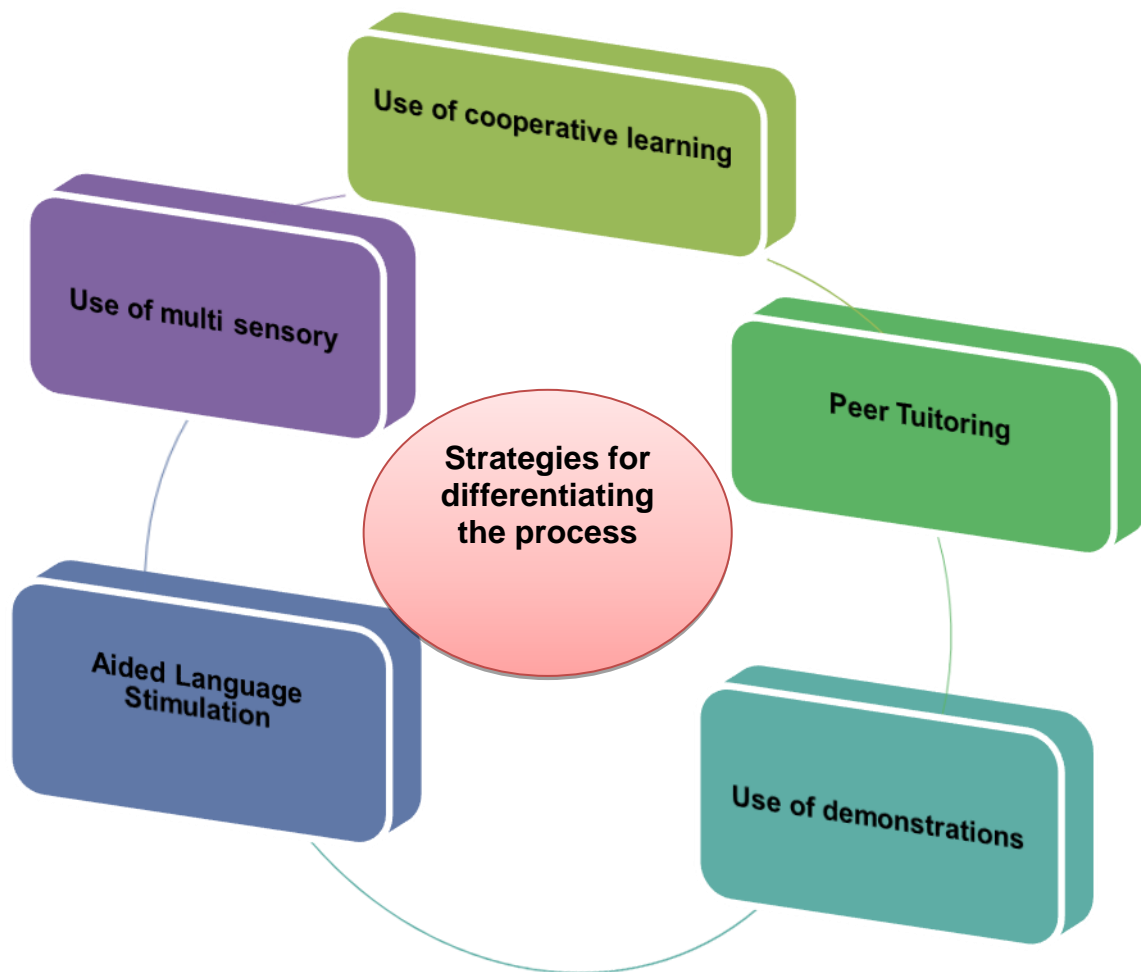 Use of cooperative learning
Use of multi sensory
Peer Tuitoring
Strategies for
differentiating
the process
Aided Language
Stimulation
Use of demonstrations